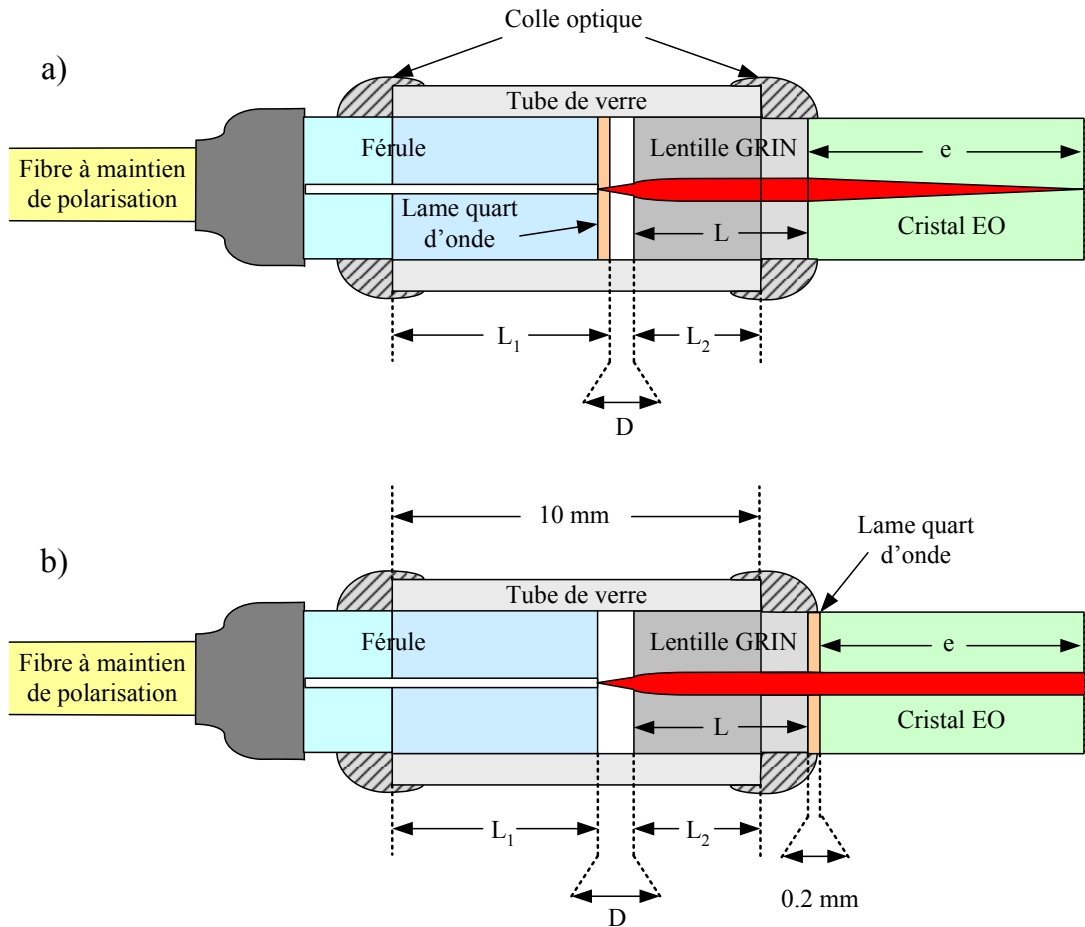 Colle optique
a)
Tube de verre
Férule
Lentille GRIN
e
Fibre à maintien
de polarisation
Lame quart
d'onde
L
Cristal EO
L1
L2
D
10 mm
Lame quart
d'onde
b)
Tube de verre
Férule
Lentille GRIN
e
Fibre à maintien
de polarisation
L
Cristal EO
L1
L2
D
0.2 mm